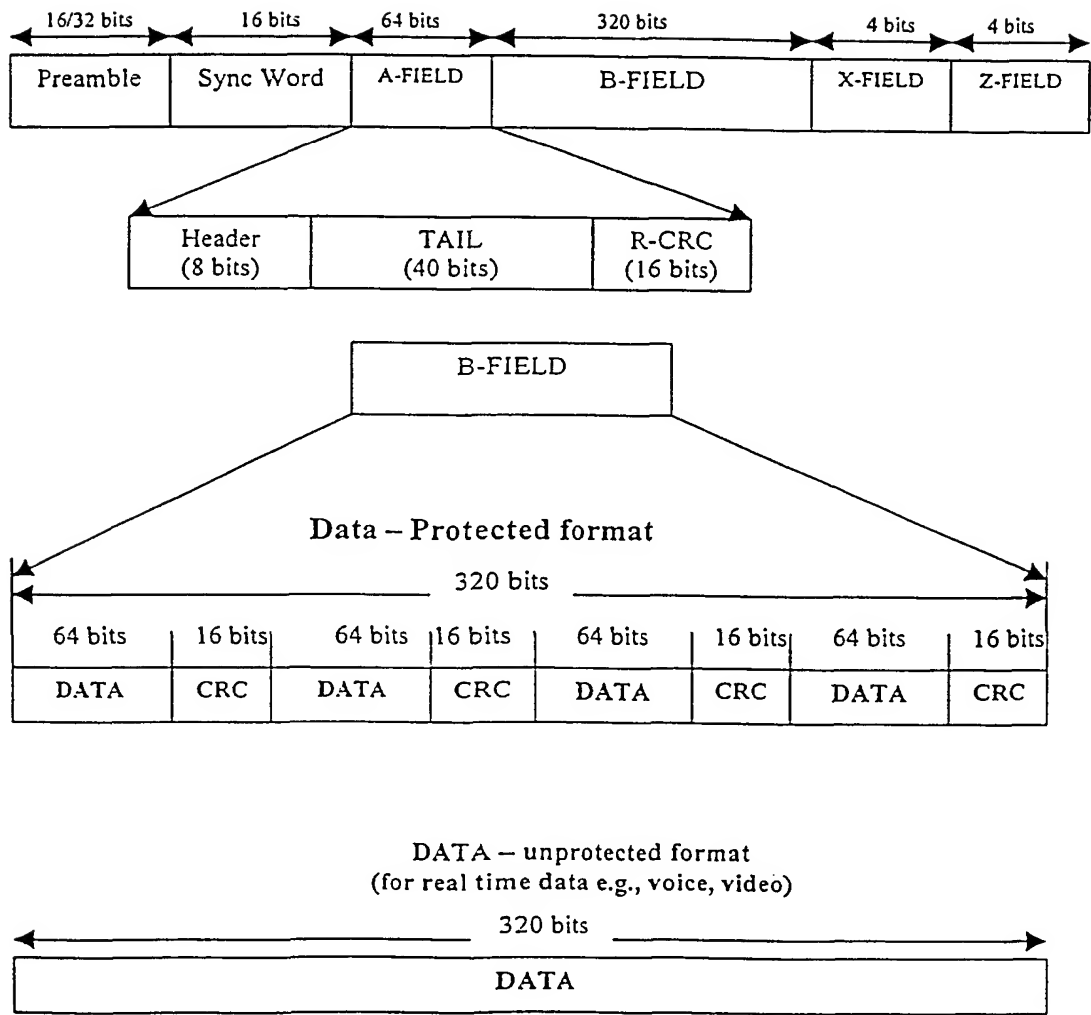 16/32 bits 16 bits 64 bits 320 bits 4 bits 4 bits
Preamble Sync Word A-FIELD B-FIELD X-FIELD Z-FIELD
Header TAIL R-CRC
(8 bits) (40 bits) (16 bits)
B-FIELD
Data – Protected format
320 bits
64 bits 16 bits 64 bits 16 bits 64 bits 16 bits 64 bits 16 bits
DATA CRC DATA CRC DATA CRC DATA CRC
DATA – unprotected format
(for real time data e.g., voice, video)
320 bits
DATA